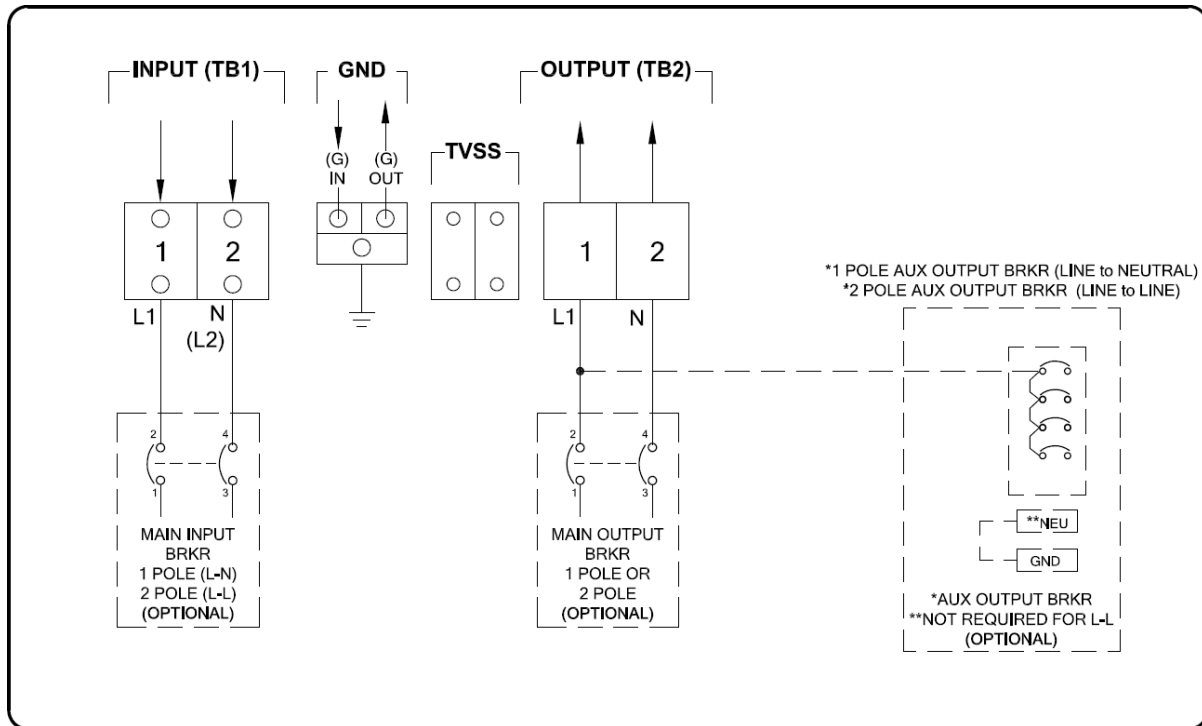 INPUT (TB1)
GND
OUTPUT (TB2)
(G)
IN
(G)
OUT
TVSS
1
2
1
2
L1
N
(L2)
L1
N
*1 POLE AUX OUTPUT BRKR (LINE to NEUTRAL)
*2 POLE AUX OUTPUT BRKR (LINE to LINE)
2
4
1
3
MAIN INPUT
BRKR
1 POLE (L-N)
2 POLE (L-L)
(OPTIONAL)
2
4
1
3
MAIN OUTPUT
BRKR
1 POLE OR
2 POLE
(OPTIONAL)
**NEU
GND
*AUX OUTPUT BRKR
**NOT REQUIRED FOR L-L
(OPTIONAL)